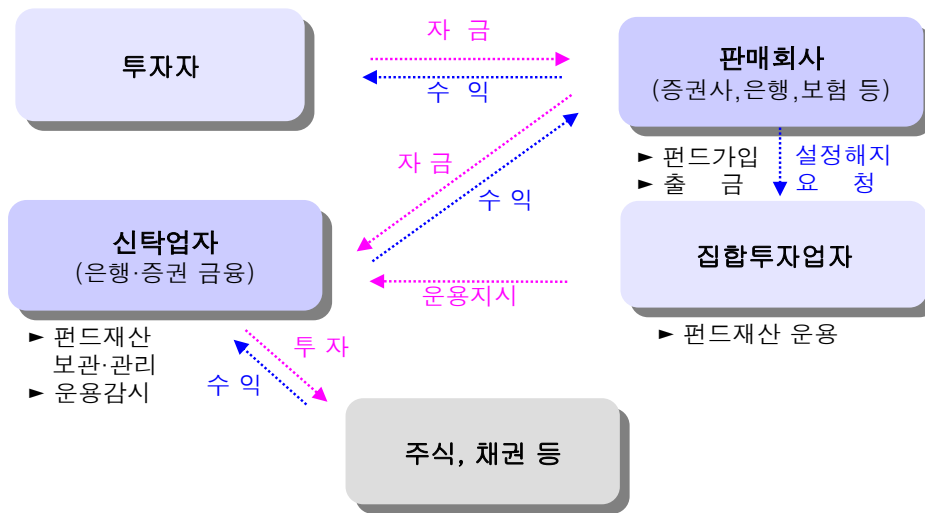 투자자
자 금
수 익
판매회사
(증권사,은행,보험 등)
► 펀드가입
► 출 금
설정해지
요 청
자 금
수 익
신탁업자
(은행·증권 금융)
집합투자업자
운용지시
► 펀드재산
보관·관리
► 운용감시
► 펀드재산 운용
투 자
수 익
주식, 채권 등